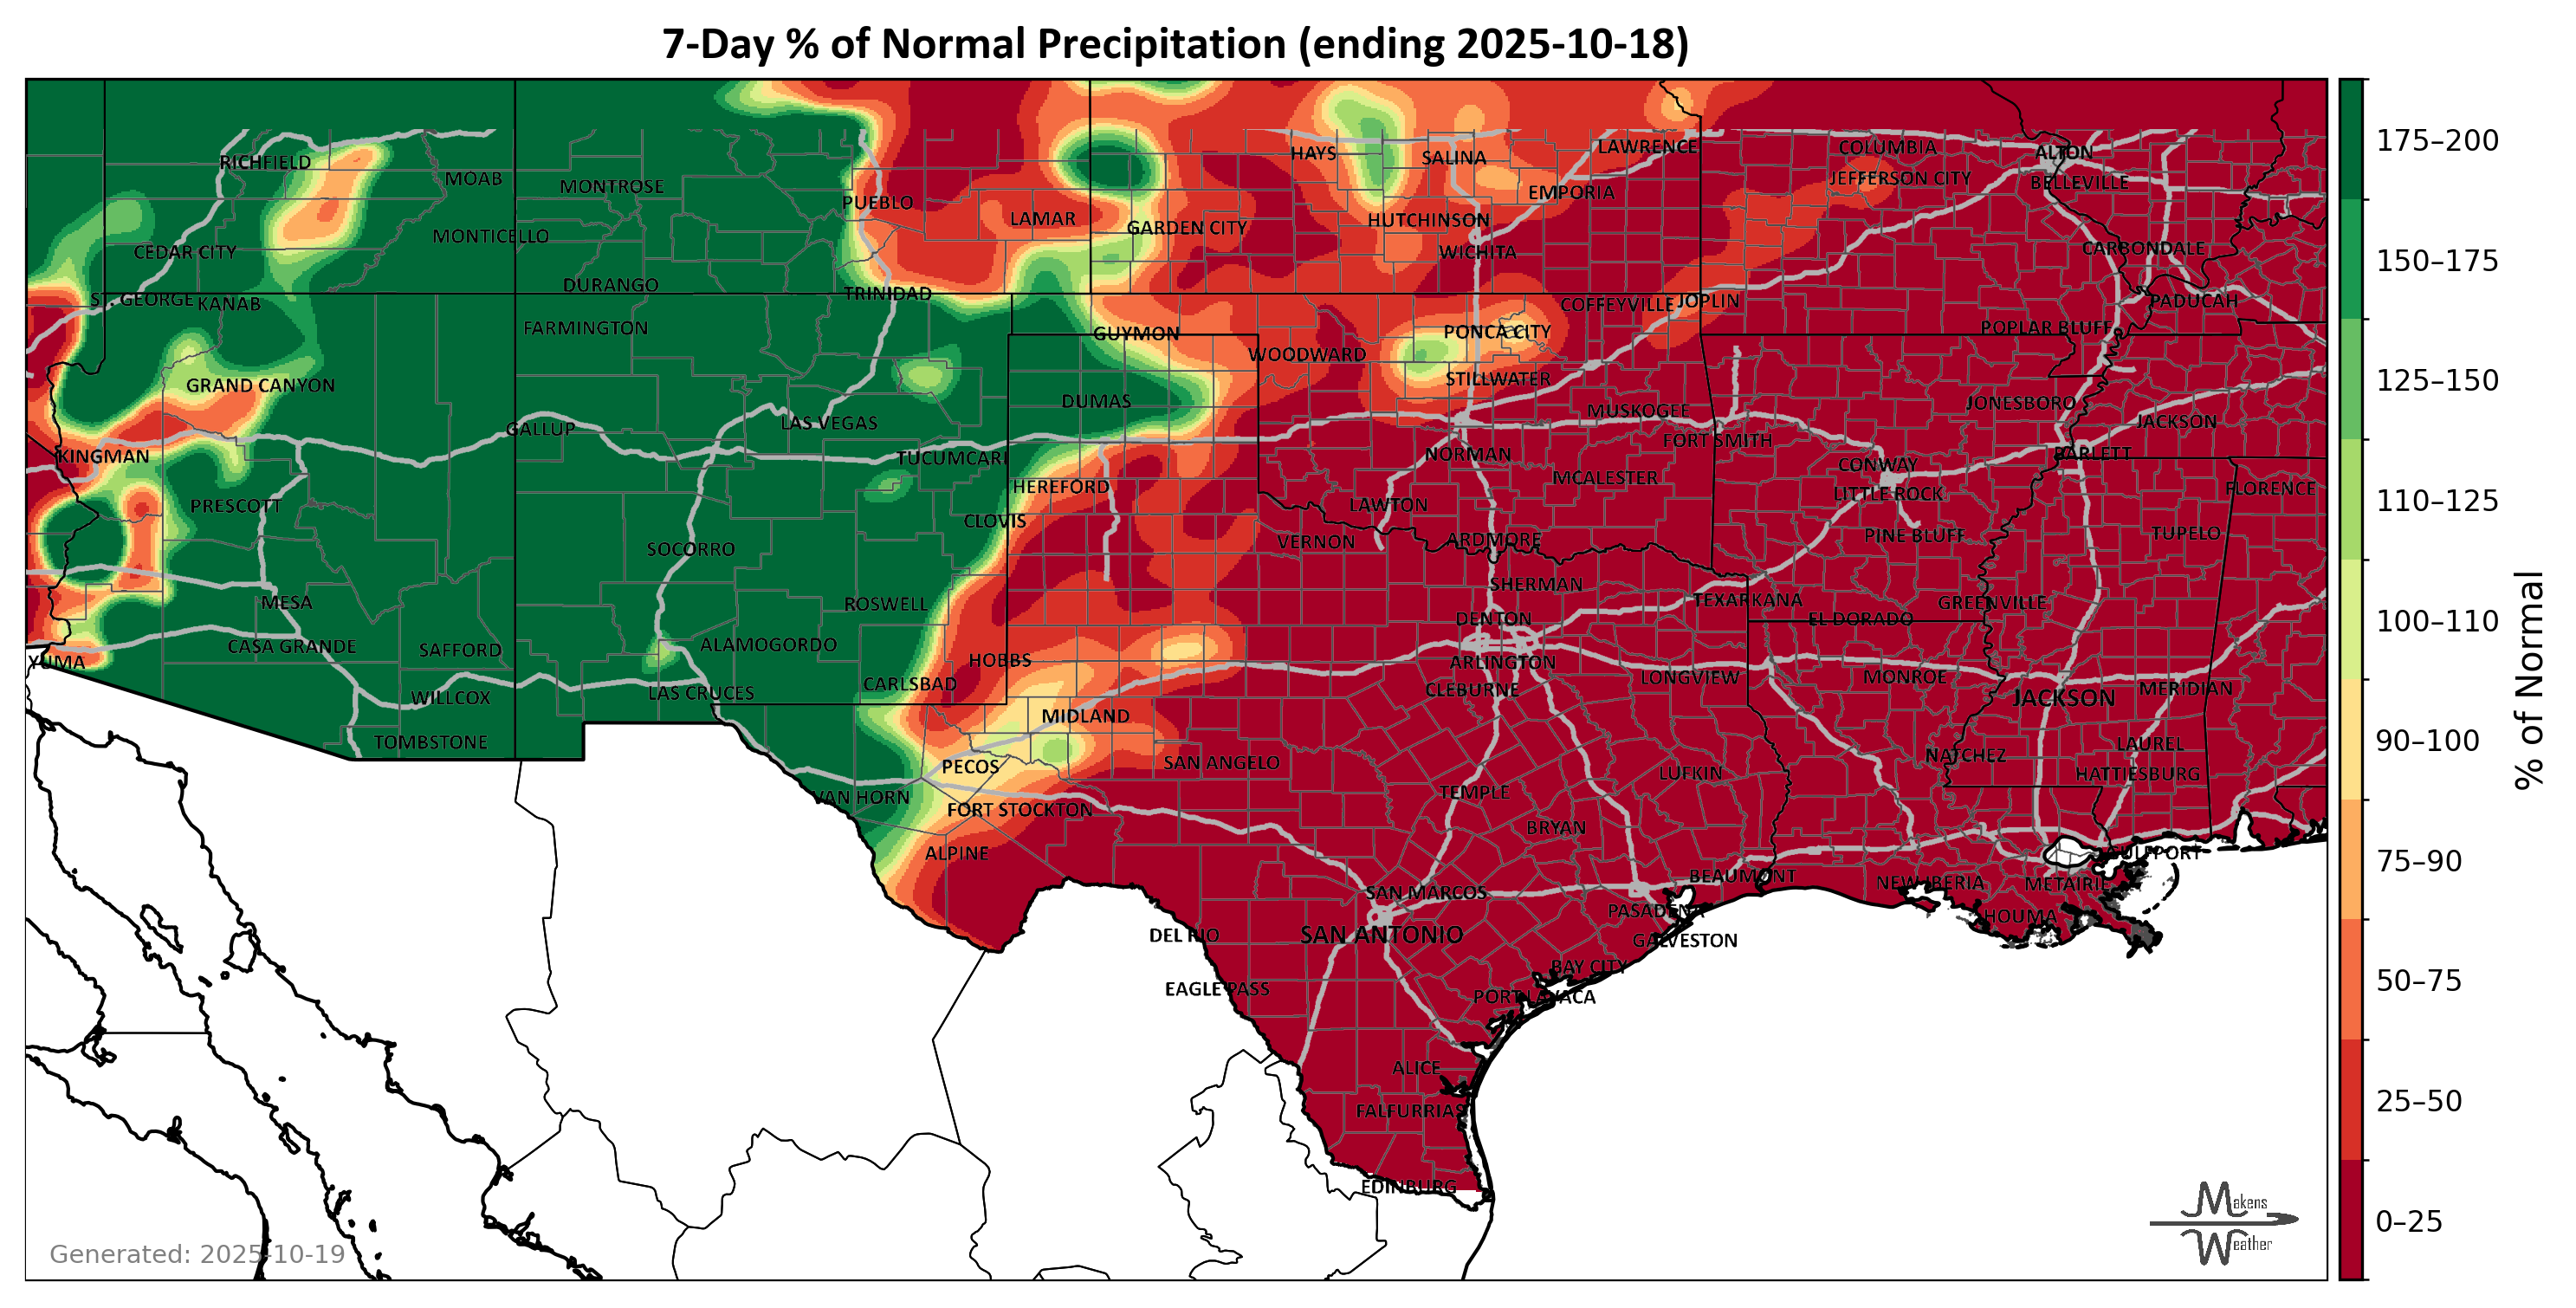 7-Day % of Normal Precipitation (ending 2025-10-18)
175–200
150–175
125–150
110–125
100–110
90–100
75–90
50–75
25–50
0–25
% of Normal
RICHFIELD
MOAB
MONTROSE
PUEBLO
LAMAR
GARDEN CITY
HAYS
SALINA
LAWRENCE
EMPORIA
HUTCHINSON
WICHITA
COLUMBIA
JEFFERSON CITY
ALTON
BELLEVILLE
CEDAR CITY
MONTICELLO
CARBONDALE
ST. GEORGE
KANAB
DURANGO
TRINIDAD
COFFEYVILLE
JOPLIN
PADUCAH
FARMINGTON
GUYMON
PONCA CITY
POPLAR BLUFF
WOODWARD
STILLWATER
GRAND CANYON
DUMAS
JONESBORO
GALLUP
LAS VEGAS
MUSKOGEE
JACKSON
KINGMAN
TUCUMCARI
NORMAN
FORT SMITH
BARLETT
CONWAY
PRESCOTT
HEREFORD
MCALESTER
LITTLE ROCK
FLORENCE
CLOVIS
LAWTON
SOCORRO
VERNON
ARDMORE
PINE BLUFF
TUPELO
MESA
ROSWELL
SHERMAN
TEXARKANA
GREENVILLE
DENTON
EL DORADO
CASA GRANDE
SAFFORD
ALAMOGORDO
YUMA
HOBBS
ARLINGTON
WILLCOX
LAS CRUCES
CARLSBAD
CLEBURNE
LONGVIEW
MONROE
JACKSON
MERIDIAN
TOMBSTONE
MIDLAND
PECOS
SAN ANGELO
LUFKIN
NATCHEZ
LAUREL
HATTIESBURG
VAN HORN
FORT STOCKTON
TEMPLE
BRYAN
ALPINE
GULFPORT
SAN MARCOS
BEAUMONT
NEW IBERIA
METAIRIE
PASADENA
HOUMA
DEL RIO
SAN ANTONIO
GALVESTON
BAY CITY
EAGLE PASS
PORT LAVACA
ALICE
FALFURRIAS
EDINBURG
Generated: 2025-10-19
Makens
Weather